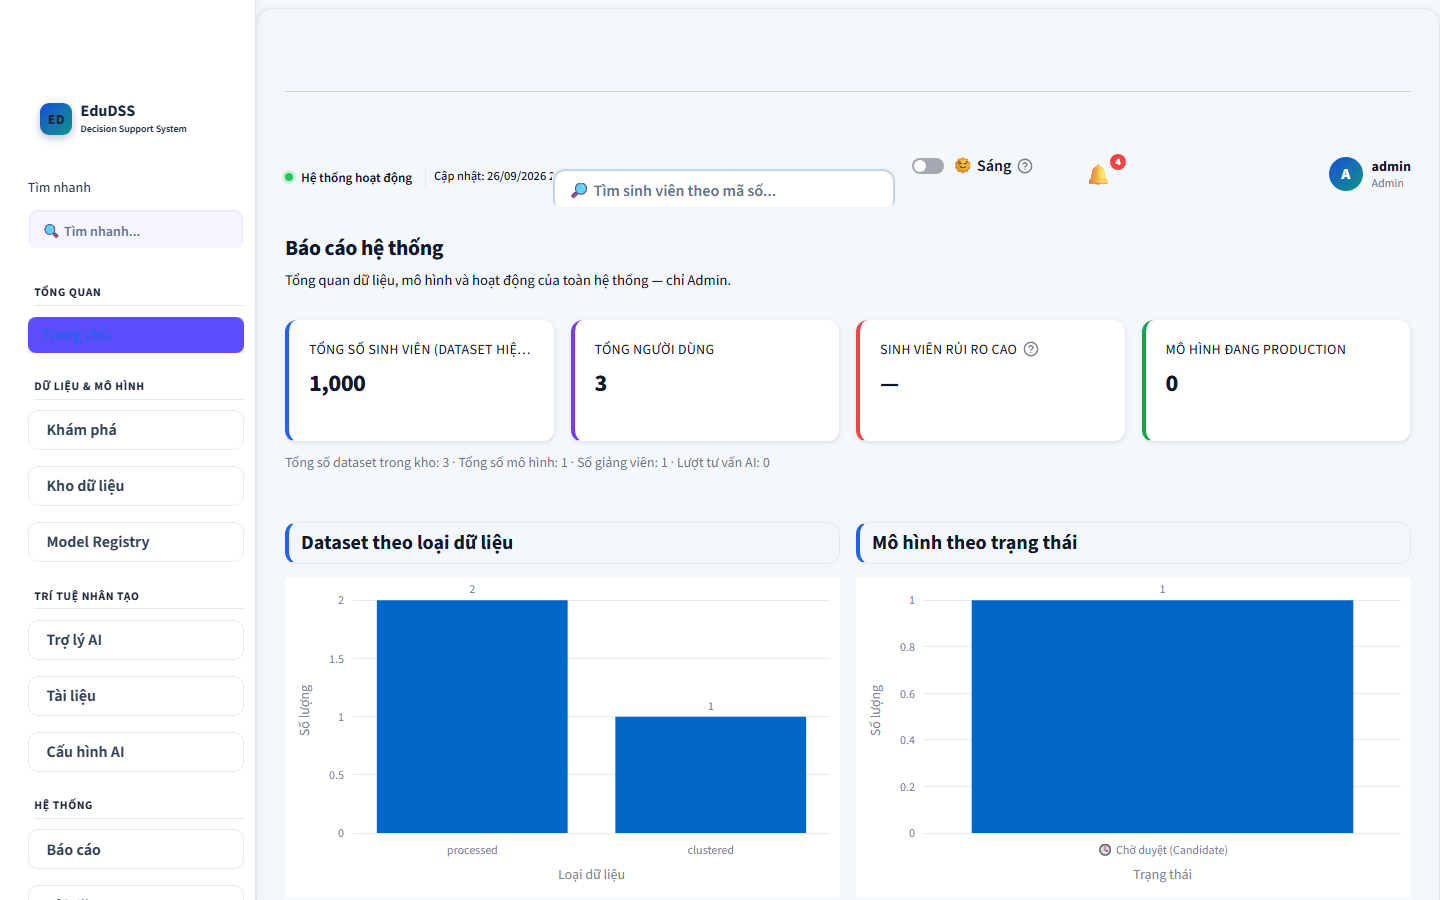 ED
EduDSS
Decision Support System
Tìm nhanh
🔍 Tìm nhanh...
TỔNG QUAN
Trang chủ
DỮ LIỆU & MÔ HÌNH
Khám phá
Kho dữ liệu
Model Registry
TRÍ TUỆ NHÂN TẠO
Trợ lý AI
Tài liệu
Cấu hình AI
HỆ THỐNG
Báo cáo
Hệ thống hoạt động
Cập nhật: 26/09/2026
🔎 Tìm sinh viên theo mã số...
🌞 Sáng
4
A
admin
Admin
Báo cáo hệ thống
Tổng quan dữ liệu, mô hình và hoạt động của toàn hệ thống — chỉ Admin.
TỔNG SỐ SINH VIÊN (DATASET HIỆ...
1,000
TỔNG NGƯỜI DÙNG
3
SINH VIÊN RỦI RO CAO
—
MÔ HÌNH ĐANG PRODUCTION
0
Tổng số dataset trong kho: 3 · Tổng số mô hình: 1 · Số giảng viên: 1 · Lượt tư vấn AI: 0
Dataset theo loại dữ liệu
2
2
1.5
1
1
0.5
0
Số lượng
processed
clustered
Loại dữ liệu
Mô hình theo trạng thái
1
1
0.8
0.6
0.4
0.2
0
Số lượng
🕓 Chờ duyệt (Candidate)
Trạng thái